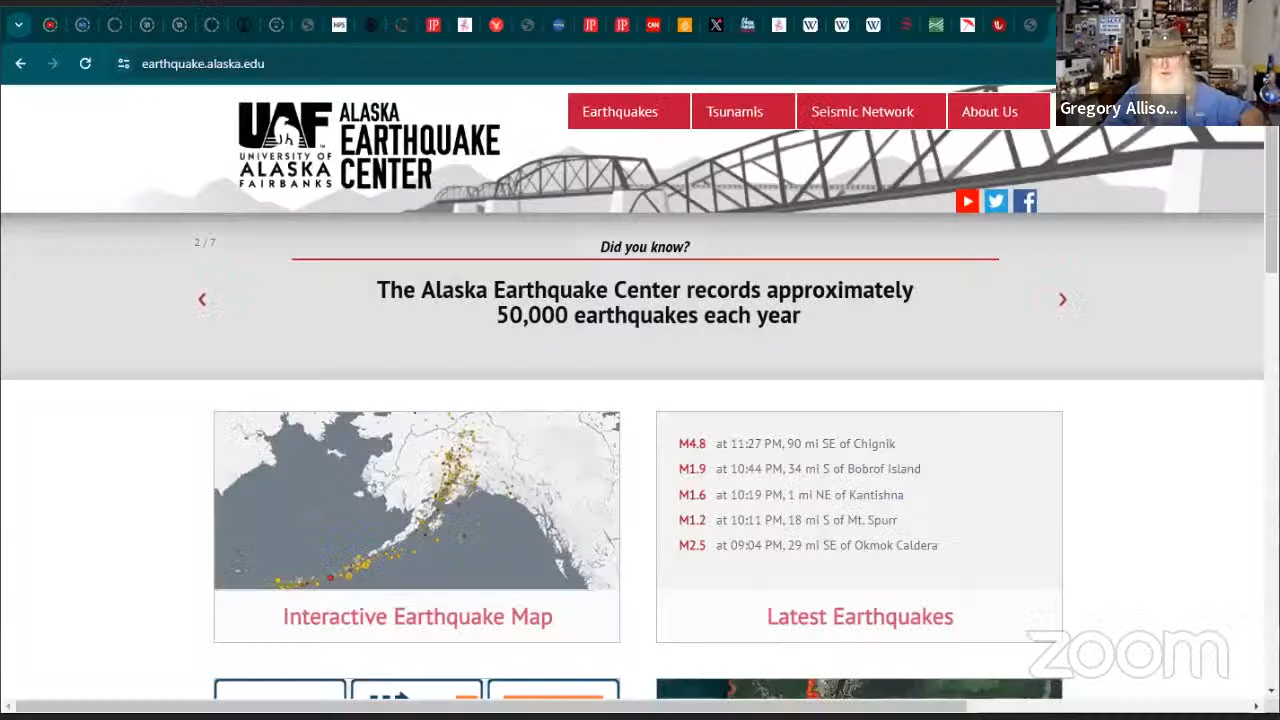 earthquake.alaska.edu
Gregory Alliso...
UAF
UNIVERSITY OF
ALASKA
FAIRBANKS
ALASKA
EARTHQUAKE
CENTER
Earthquakes
Tsunamis
Seismic Network
About Us
2 / 7
Did you know?
The Alaska Earthquake Center records approximately
50,000 earthquakes each year
M4.8 at 11:27 PM, 90 mi SE of Chignik
M1.9 at 10:44 PM, 34 mi S of Bobrof Island
M1.6 at 10:19 PM, 1 mi NE of Kantishna
M1.2 at 10:11 PM, 18 mi S of Mt. Spurr
M2.5 at 09:04 PM, 29 mi SE of Okmok Caldera
Interactive Earthquake Map
Latest Earthquakes
zoom